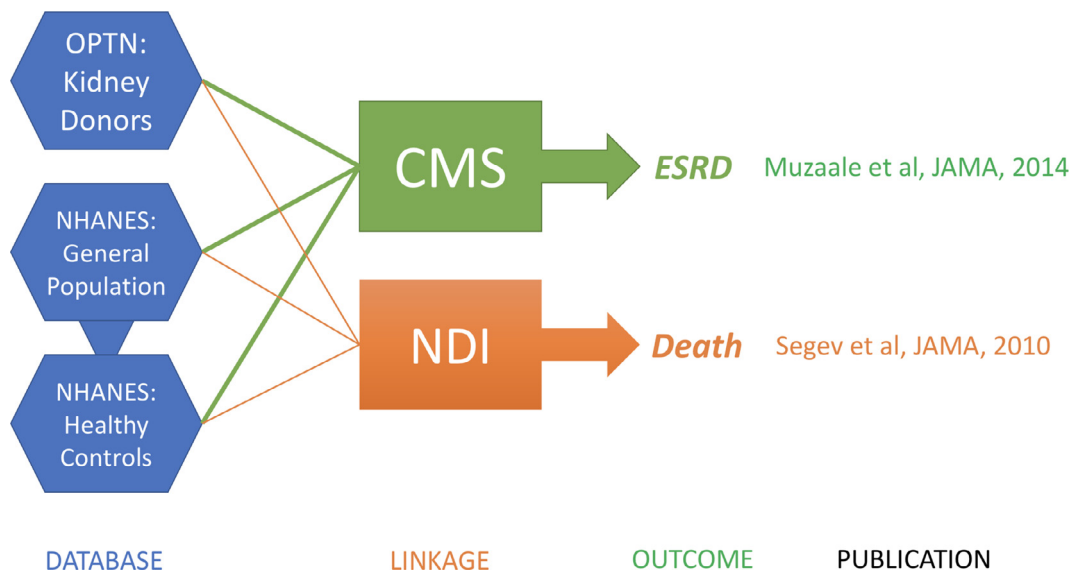 OPTN:
Kidney
Donors
NHANES:
General
Population
NHANES:
Healthy
Controls
CMS
ESRD
Muzaale et al, JAMA, 2014
NDI
Death
Segev et al, JAMA, 2010
DATABASE
LINKAGE
OUTCOME
PUBLICATION